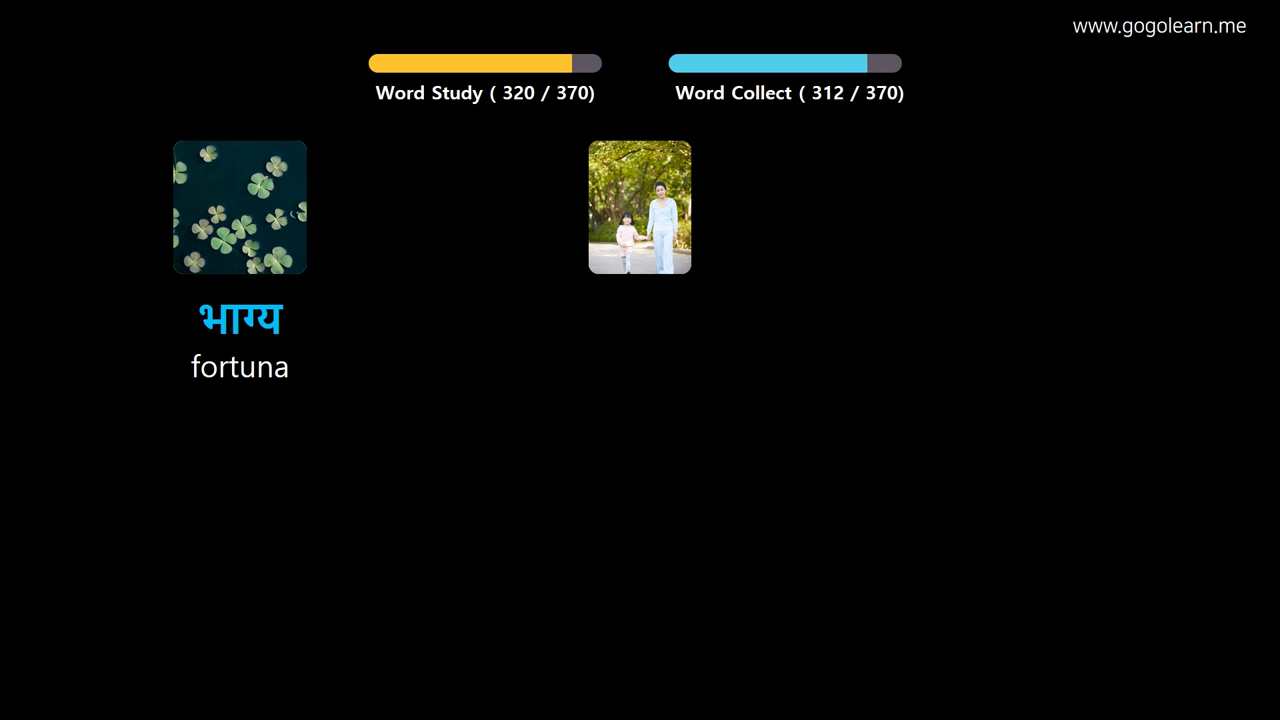 www.gogolearn.me
Word Study ( 320 / 370)
Word Collect ( 312 / 370)
भाग्य
fortuna